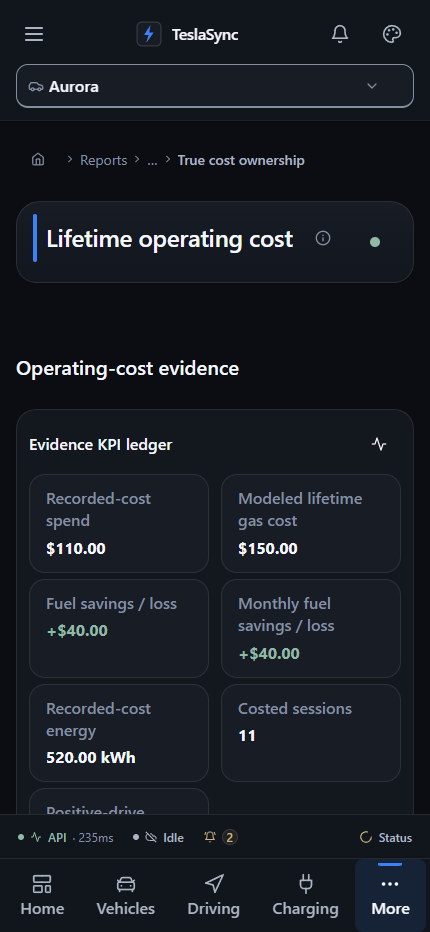 TeslaSync
Aurora
Reports
...
True cost ownership
Lifetime operating cost
Operating-cost evidence
Evidence KPI ledger
Recorded-cost
spend
$110.00
Modeled lifetime
gas cost
$150.00
Fuel savings / loss
+$40.00
Monthly fuel
savings / loss
+$40.00
Recorded-cost
energy
520.00 kWh
Costed sessions
11
Positive-drive
API · 235ms
Idle
2
Status
Home
Vehicles
Driving
Charging
More